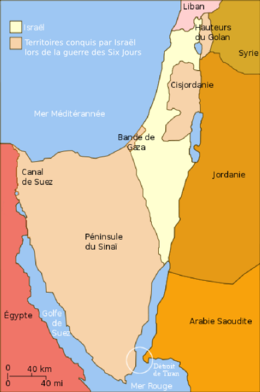 Liban
Hauteurs
du Golan
Israël
Territoires conquis par Israël
lors de la guerre des Six Jours
Syrie
Cisjordanie
Mer Méditérannée
Bande de
Gaza
Canal
de Suez
Jordanie
Péninsule
du Sinaï
Égypte
Golfe
de
Suez
Arabie Saoudite
Détroit
de Tiran
0 40 km
0 40 mi
Mer Rouge